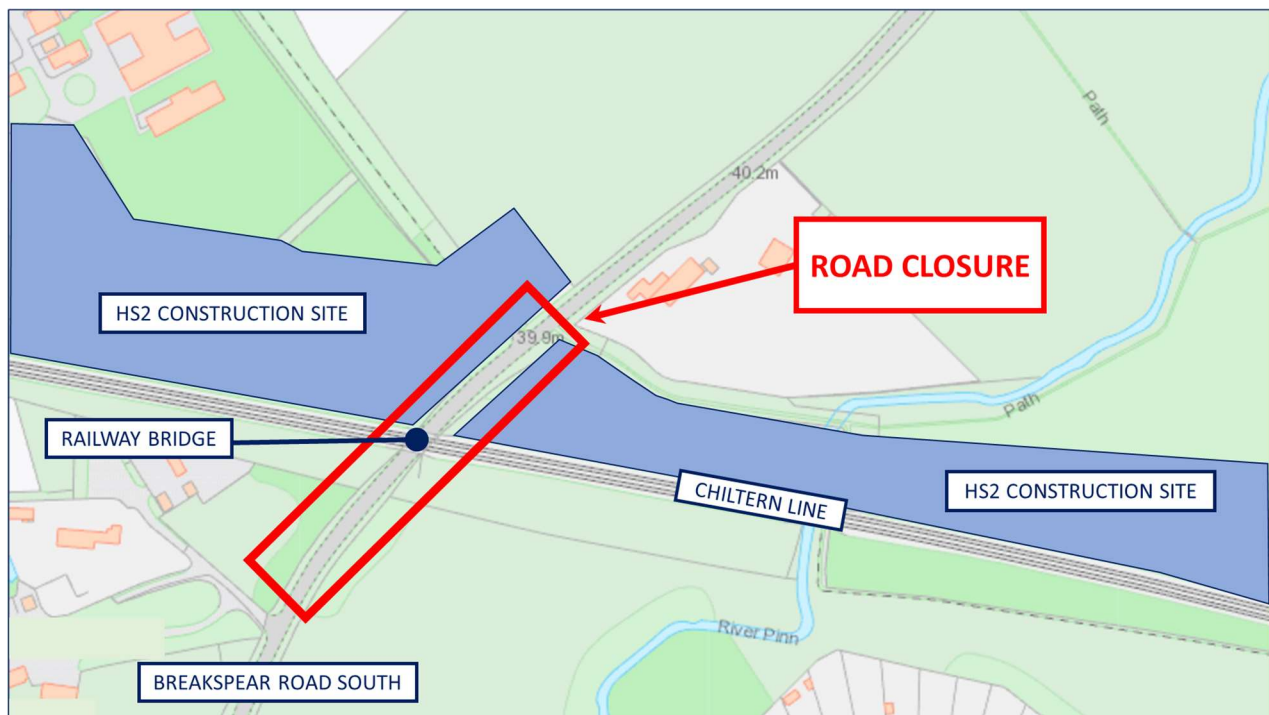 Path
40.2m
ROAD CLOSURE
HS2 CONSTRUCTION SITE
39.9m
Path
RAILWAY BRIDGE
CHILTERN LINE
HS2 CONSTRUCTION SITE
River Pinn
BREAKSPEAR ROAD SOUTH